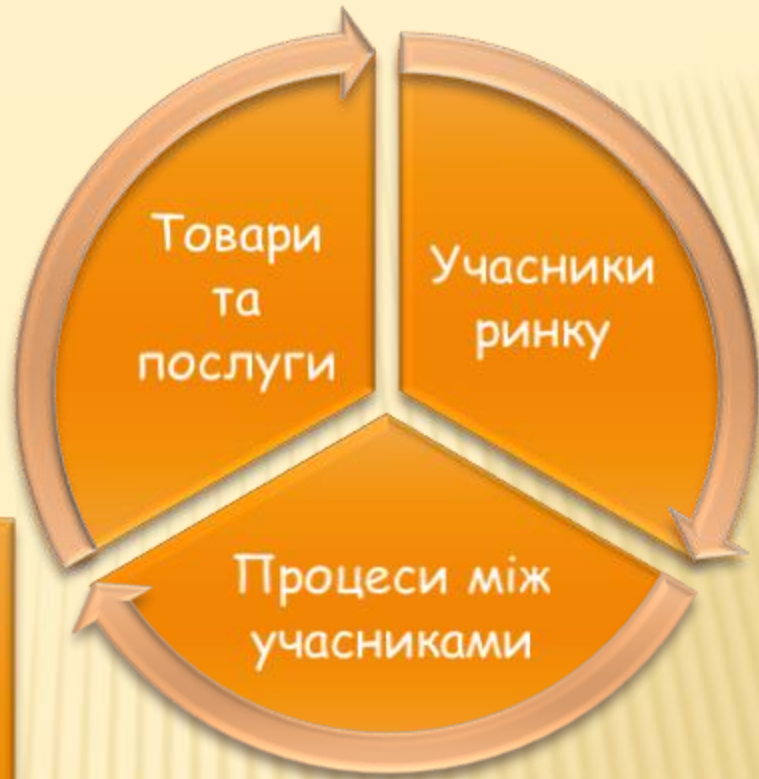 Товари
та
послуги
Учасники
ринку
Процеси між
учасниками